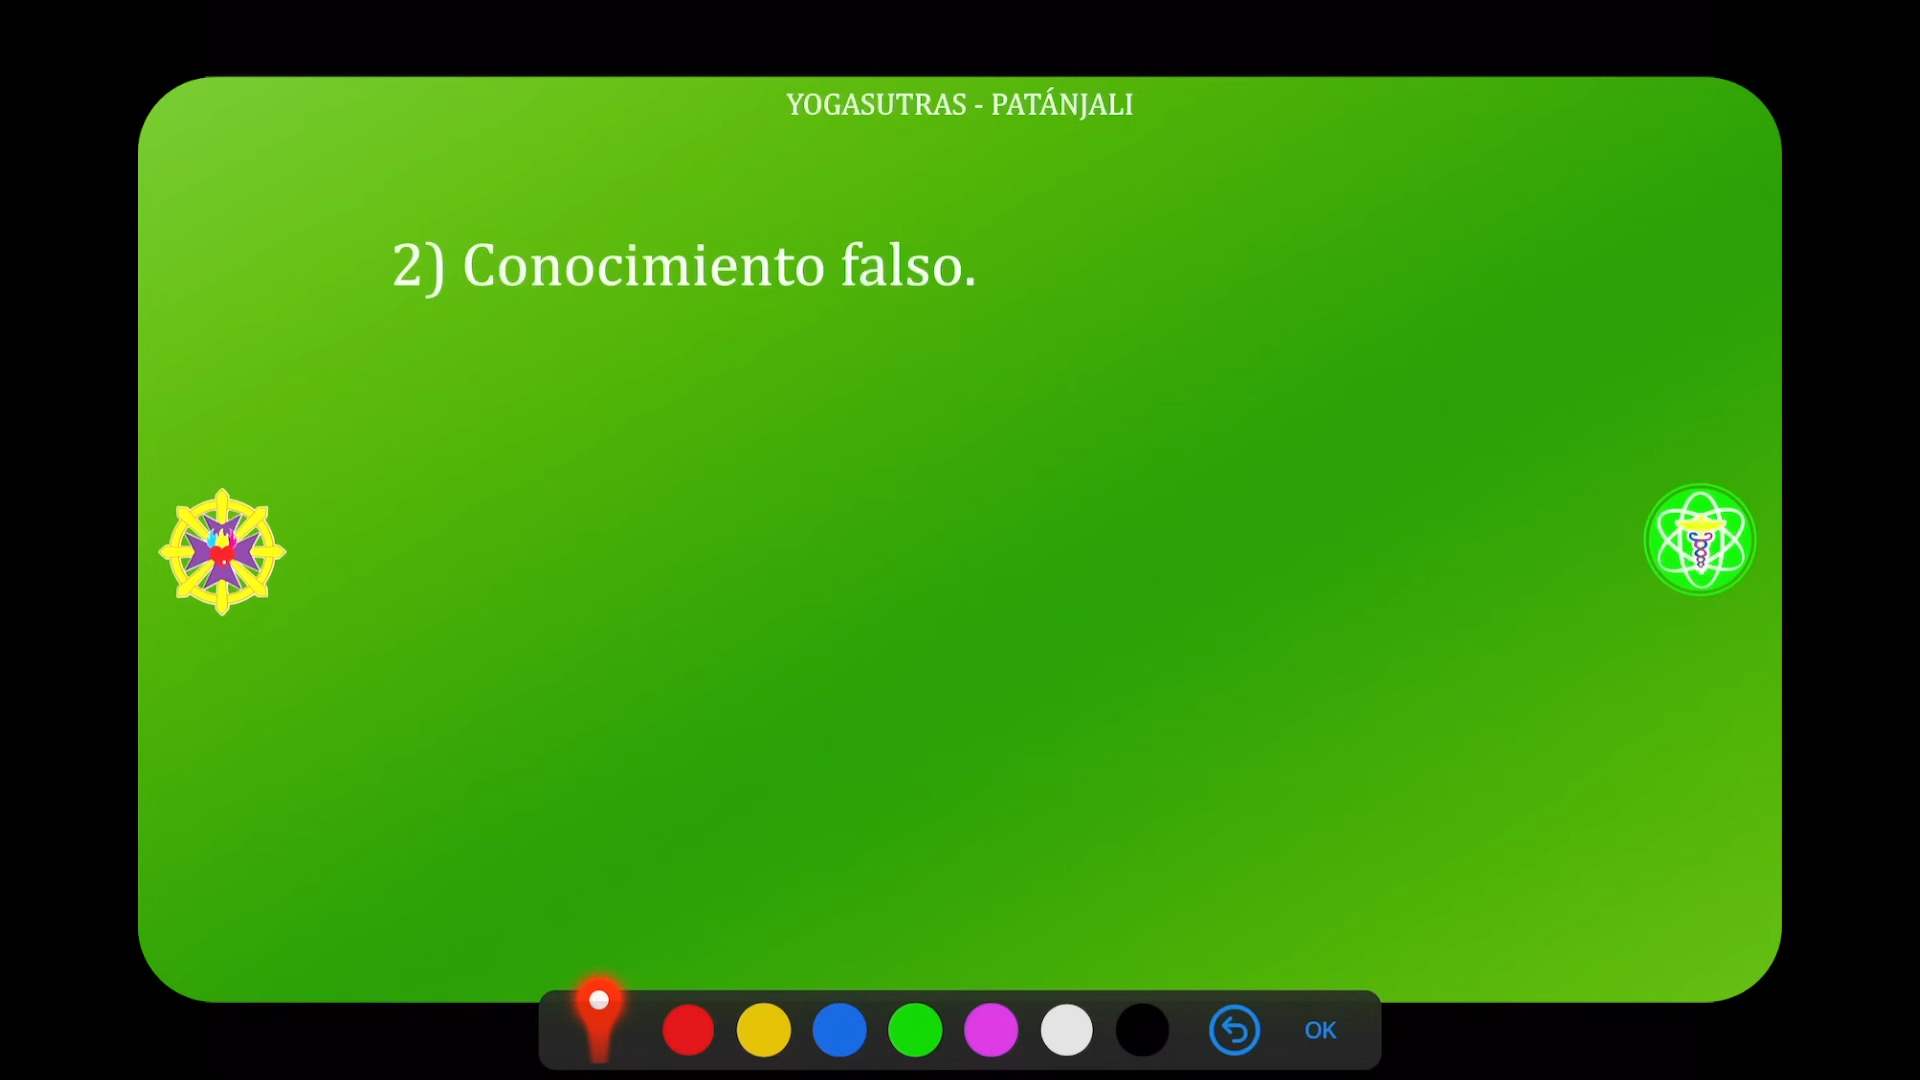 YOGASUTRAS - PATÁNJALI
2) Conocimiento falso.
OK